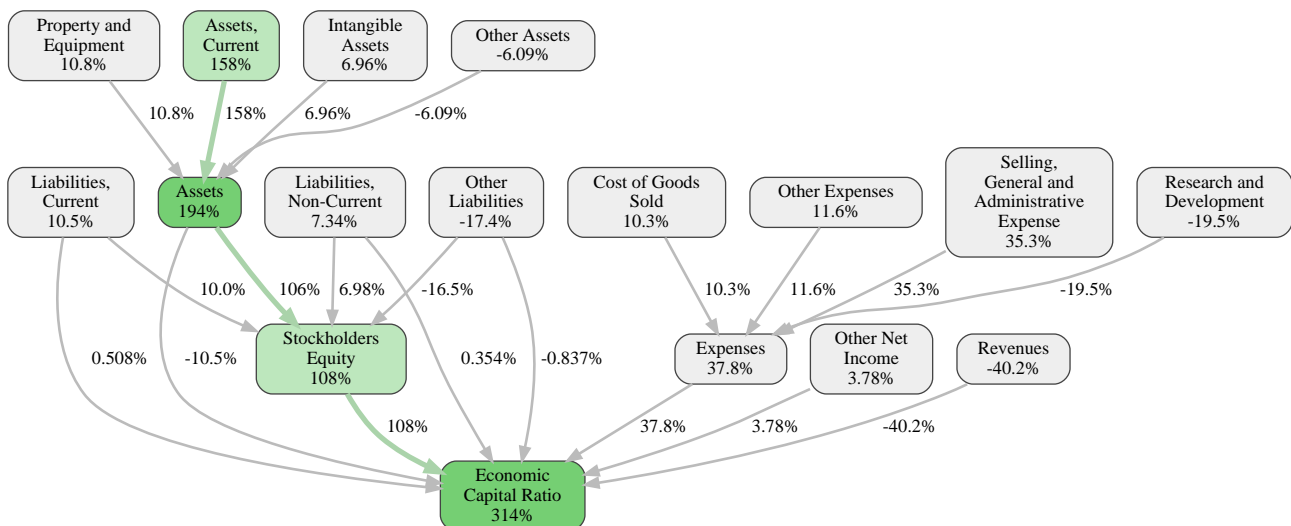 Property and
Equipment
10.8%
Assets,
Current
158%
Intangible
Assets
6.96%
Other Assets
-6.09%
10.8%
158%
6.96%
-6.09%
Liabilities,
Current
10.5%
Assets
194%
Liabilities,
Non-Current
7.34%
Other
Liabilities
-17.4%
Cost of Goods
Sold
10.3%
Other Expenses
11.6%
Selling,
General and
Administrative
Expense
35.3%
Research and
Development
-19.5%
10.0%
106%
6.98%
-16.5%
10.3%
11.6%
35.3%
-19.5%
0.508%
-10.5%
Stockholders
Equity
108%
0.354%
-0.837%
Expenses
37.8%
Other Net
Income
3.78%
Revenues
-40.2%
108%
37.8%
3.78%
-40.2%
Economic
Capital Ratio
314%